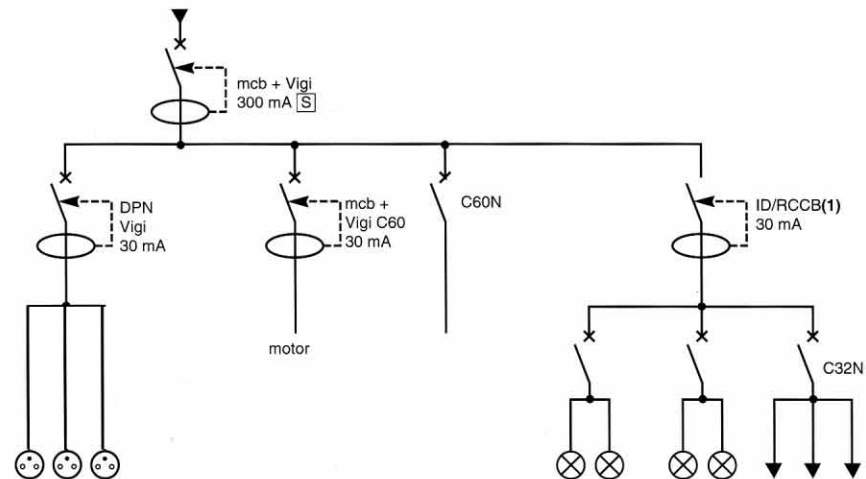 mcb + Vigi
300 mA S
DPN
Vigi
30 mA
mcb +
Vigi C60
30 mA
C60N
ID/RCCB(1)
30 mA
motor
C32N